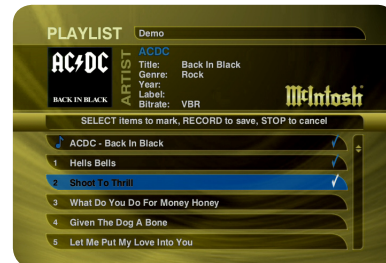 PLAYLIST Demo
AC/DC
BACK IN BLACK
ARTIST
ACDC
Title: Back In Black
Genre: Rock
Year:
Label:
Bitrate: VBR
McIntosh
SELECT items to mark, RECORD to save, STOP to cancel
ACDC - Back In Black
1 Hells Bells
2 Shoot To Thrill
3 What Do You Do For Money Honey
4 Given The Dog A Bone
5 Let Me Put My Love Into You